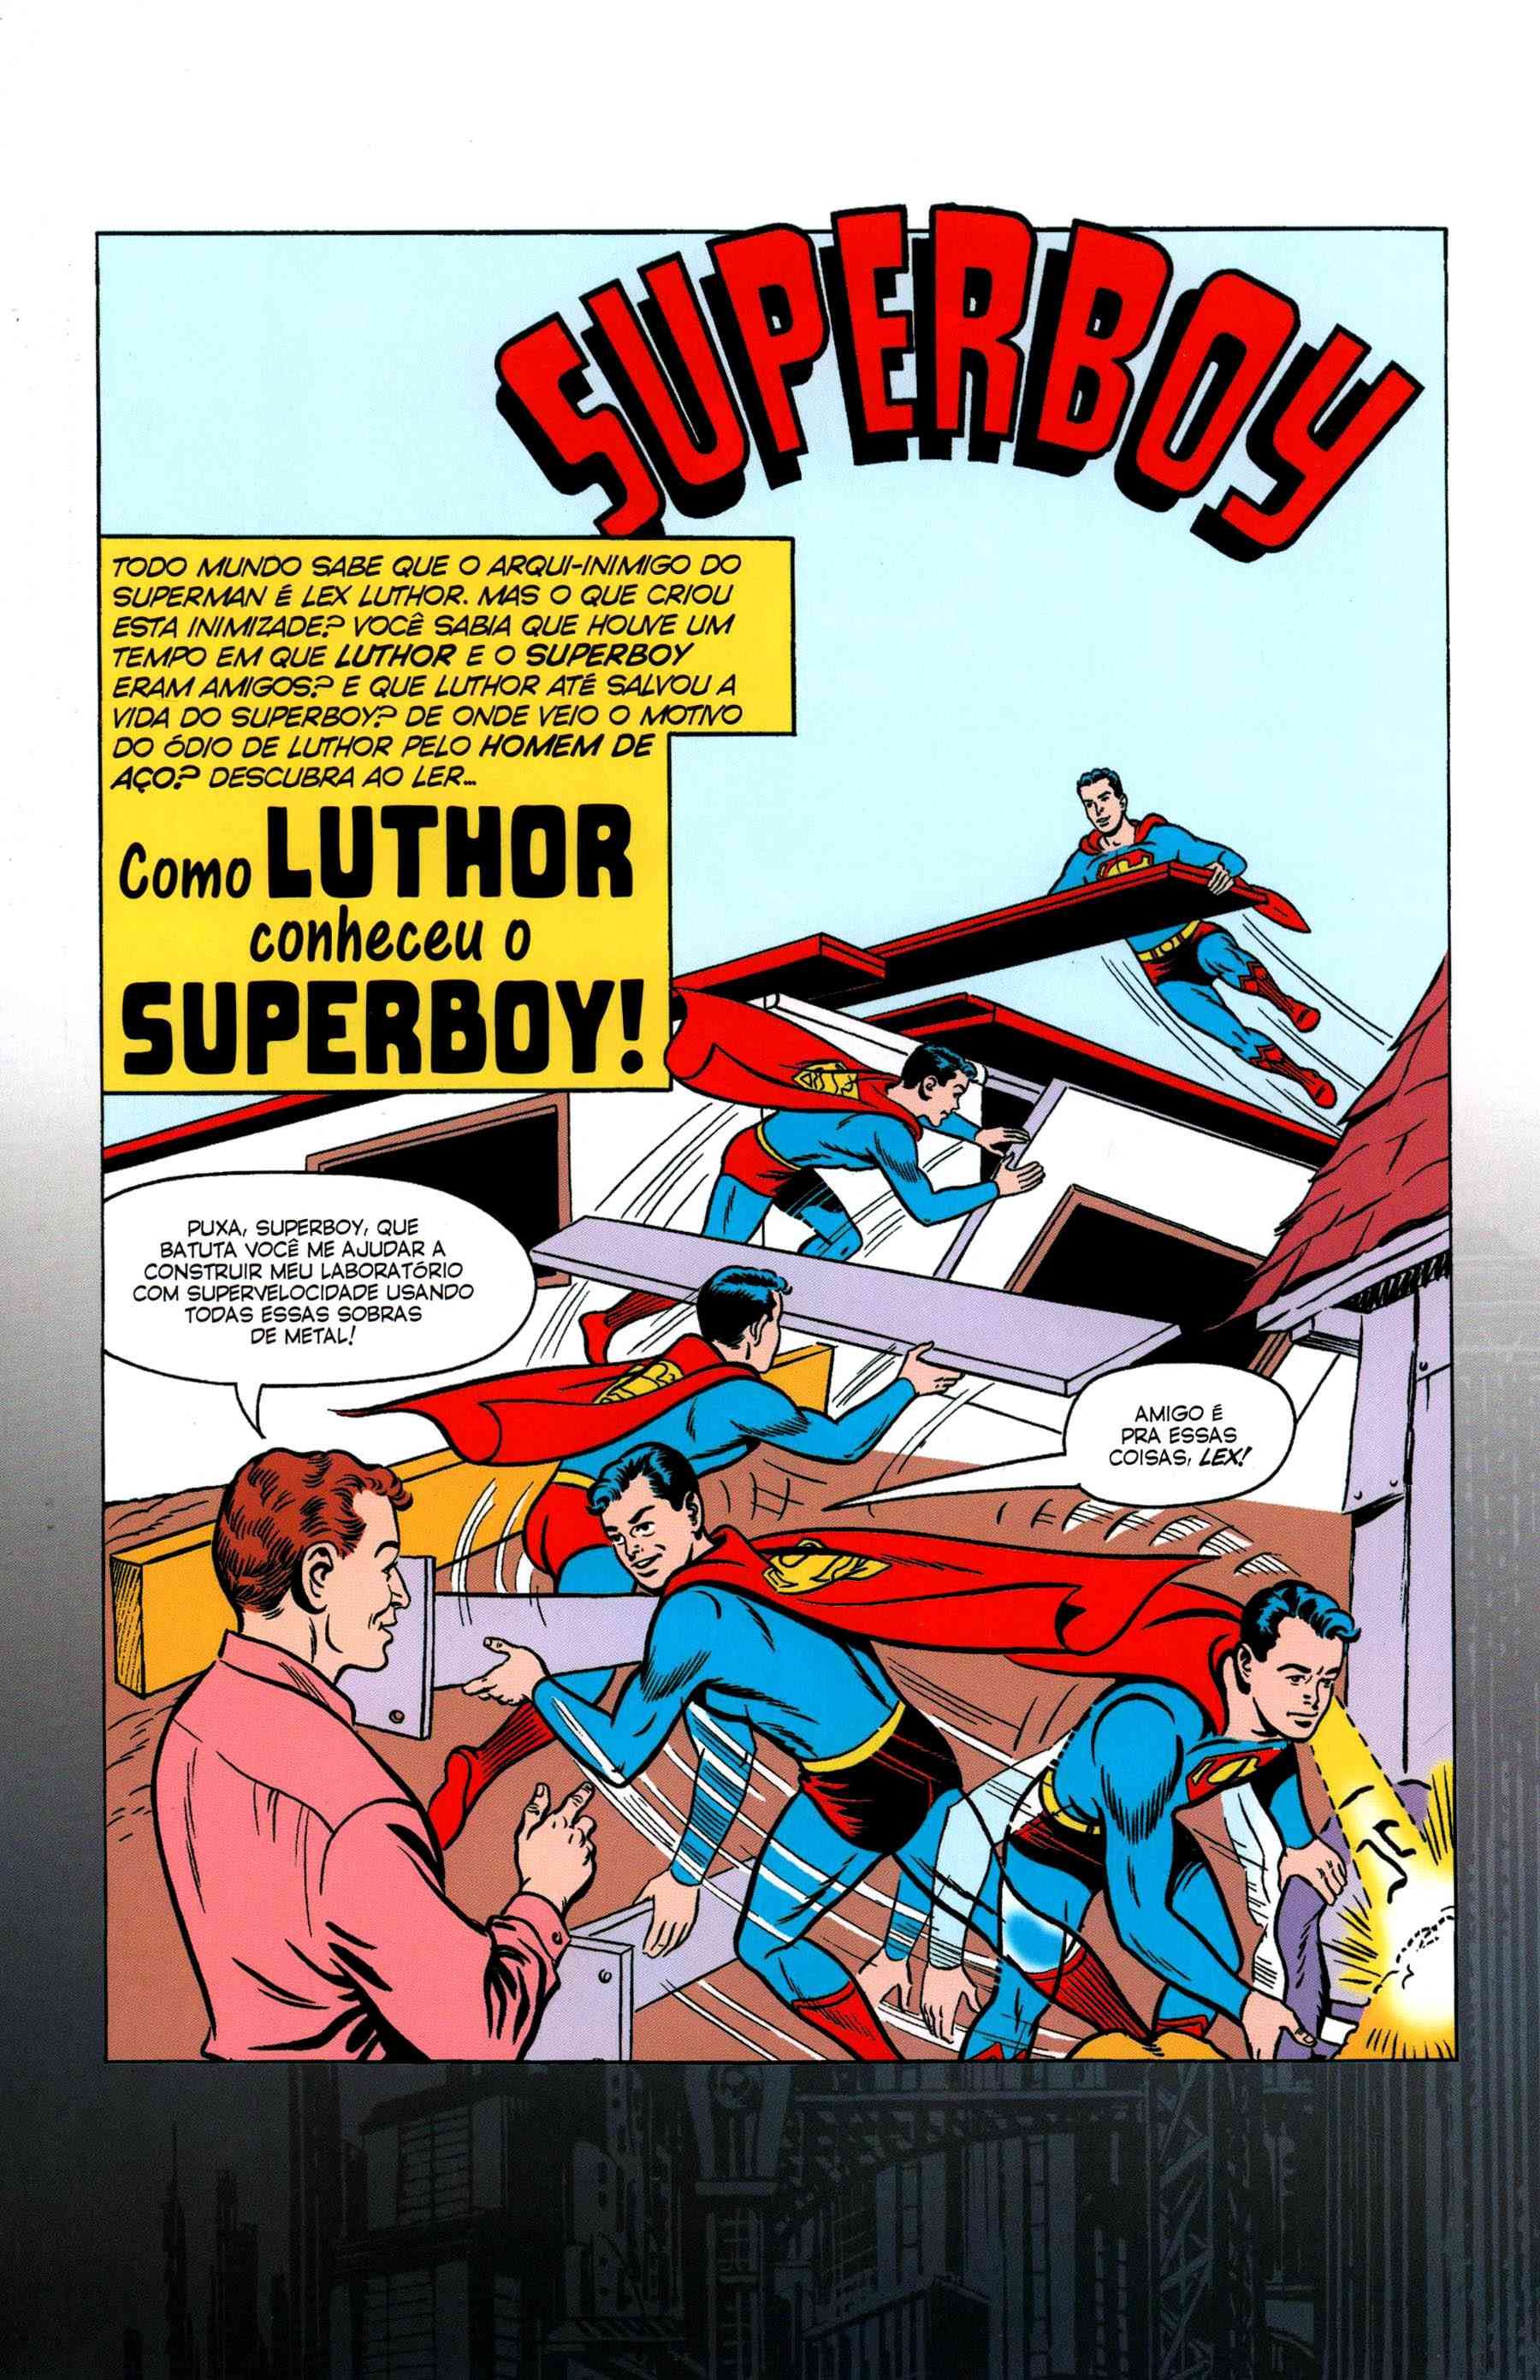 SUPERBOY
TODO MUNDO SABE QUE O ARQUI-INIMIGO DO
SUPERMAN É LEX LUTHOR. MAS O QUE CRIOU
ESTA INIMIZADE? VOCÊ SABIA QUE HOUVE UM
TEMPO EM QUE LUTHOR E O SUPERBOY
ERAM AMIGOS? E QUE LUTHOR ATÉ SALVOU A
VIDA DO SUPERBOY? DE ONDE VEIO O MOTIVO
DO ÓDIO DE LUTHOR PELO HOMEM DE
AÇO? DESCUBRA AO LER...
Como LUTHOR
conheceu o
SUPERBOY!
PUXA, SUPERBOY, QUE
BATUTA VOCÊ ME AJUDAR A
CONSTRUIR MEU LABORATÓRIO
COM SUPERVELOCIDADE USANDO
TODAS ESSAS SOBRAS
DE METAL!
AMIGO É
PRA ESSAS
COISAS, LEX!